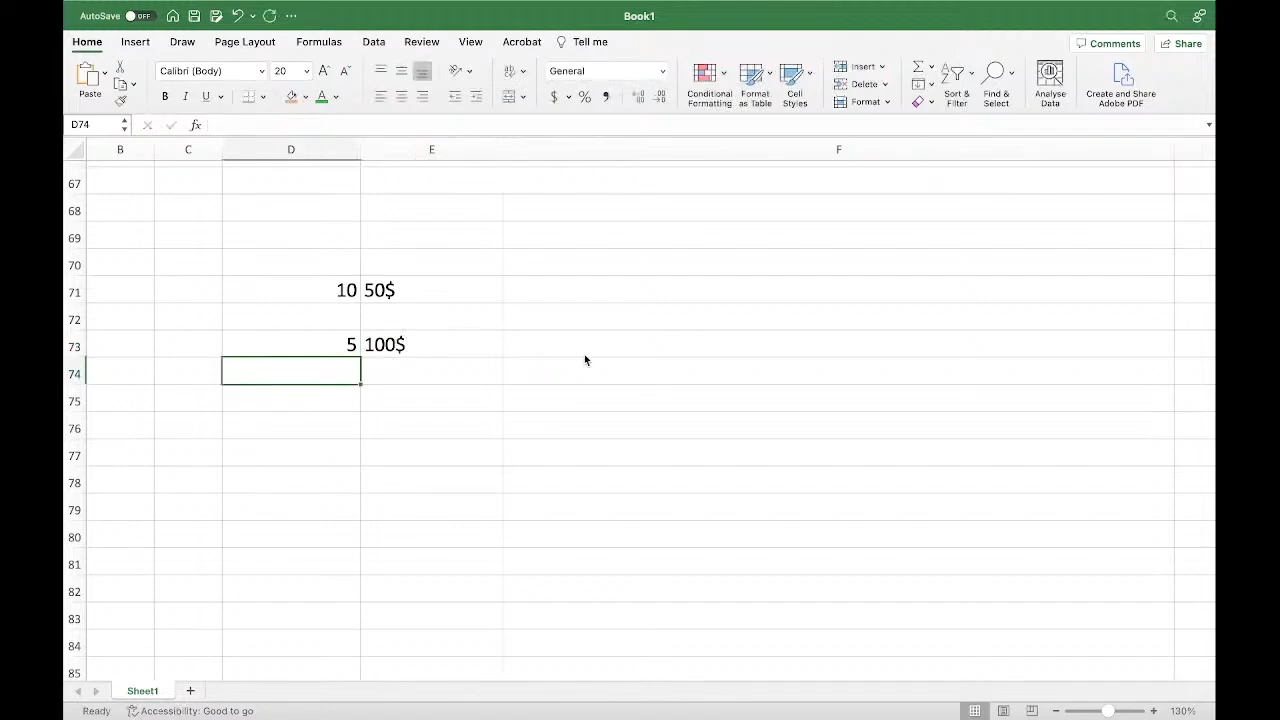 AutoSave OFF Book1
Home Insert Draw Page Layout Formulas Data Review View Acrobat Tell me Comments Share
Paste Calibri (Body) 20 A A General Conditional Formatting Format as Table Cell Styles Insert Delete Format Sort & Filter Find & Select Analyse Data Create and Share Adobe PDF
B I U A $ %
D74 fx
B C D E F
67
68
69
70
71 10 50$
72
73 5 100$
74
75
76
77
78
79
80
81
82
83
84
85
Sheet1 +
Ready Accessibility: Good to go 130%